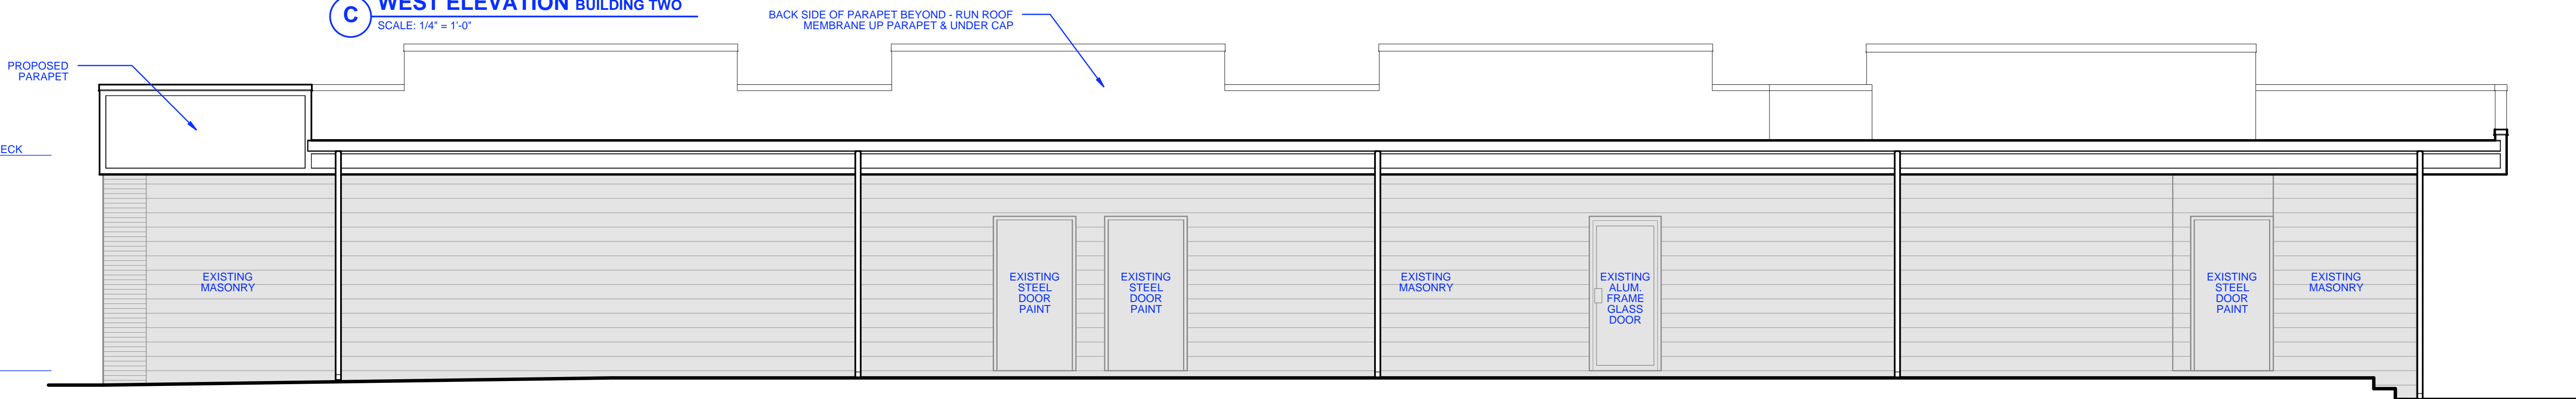 C
WEST ELEVATION BUILDING TWO
SCALE: 1/4" = 1'-0"
BACK SIDE OF PARAPET BEYOND - RUN ROOF
MEMBRANE UP PARAPET & UNDER CAP
PROPOSED
PARAPET
ECK
EXISTING
MASONRY
EXISTING
STEEL
DOOR
PAINT
EXISTING
STEEL
DOOR
PAINT
EXISTING
MASONRY
EXISTING
ALUM.
FRAME
GLASS
DOOR
EXISTING
STEEL
DOOR
PAINT
EXISTING
MASONRY